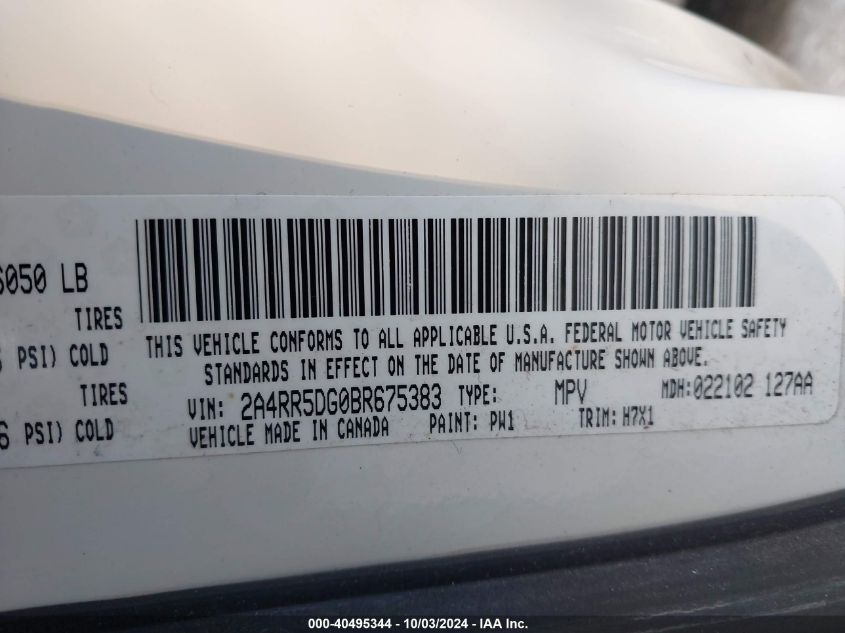 6050 LB
TIRES
PSI) COLD
TIRES
PSI) COLD
THIS VEHICLE CONFORMS TO ALL APPLICABLE U.S.A. FEDERAL MOTOR VEHICLE SAFETY
STANDARDS IN EFFECT ON THE DATE OF MANUFACTURE SHOWN ABOVE.
VIN: 2A4RR5DG0BR675383 TYPE: MPV MDH:022102 127AA
VEHICLE MADE IN CANADA PAINT: PW1 TRIM: H7X1
000-40495344 - 10/03/2024 - IAA Inc.